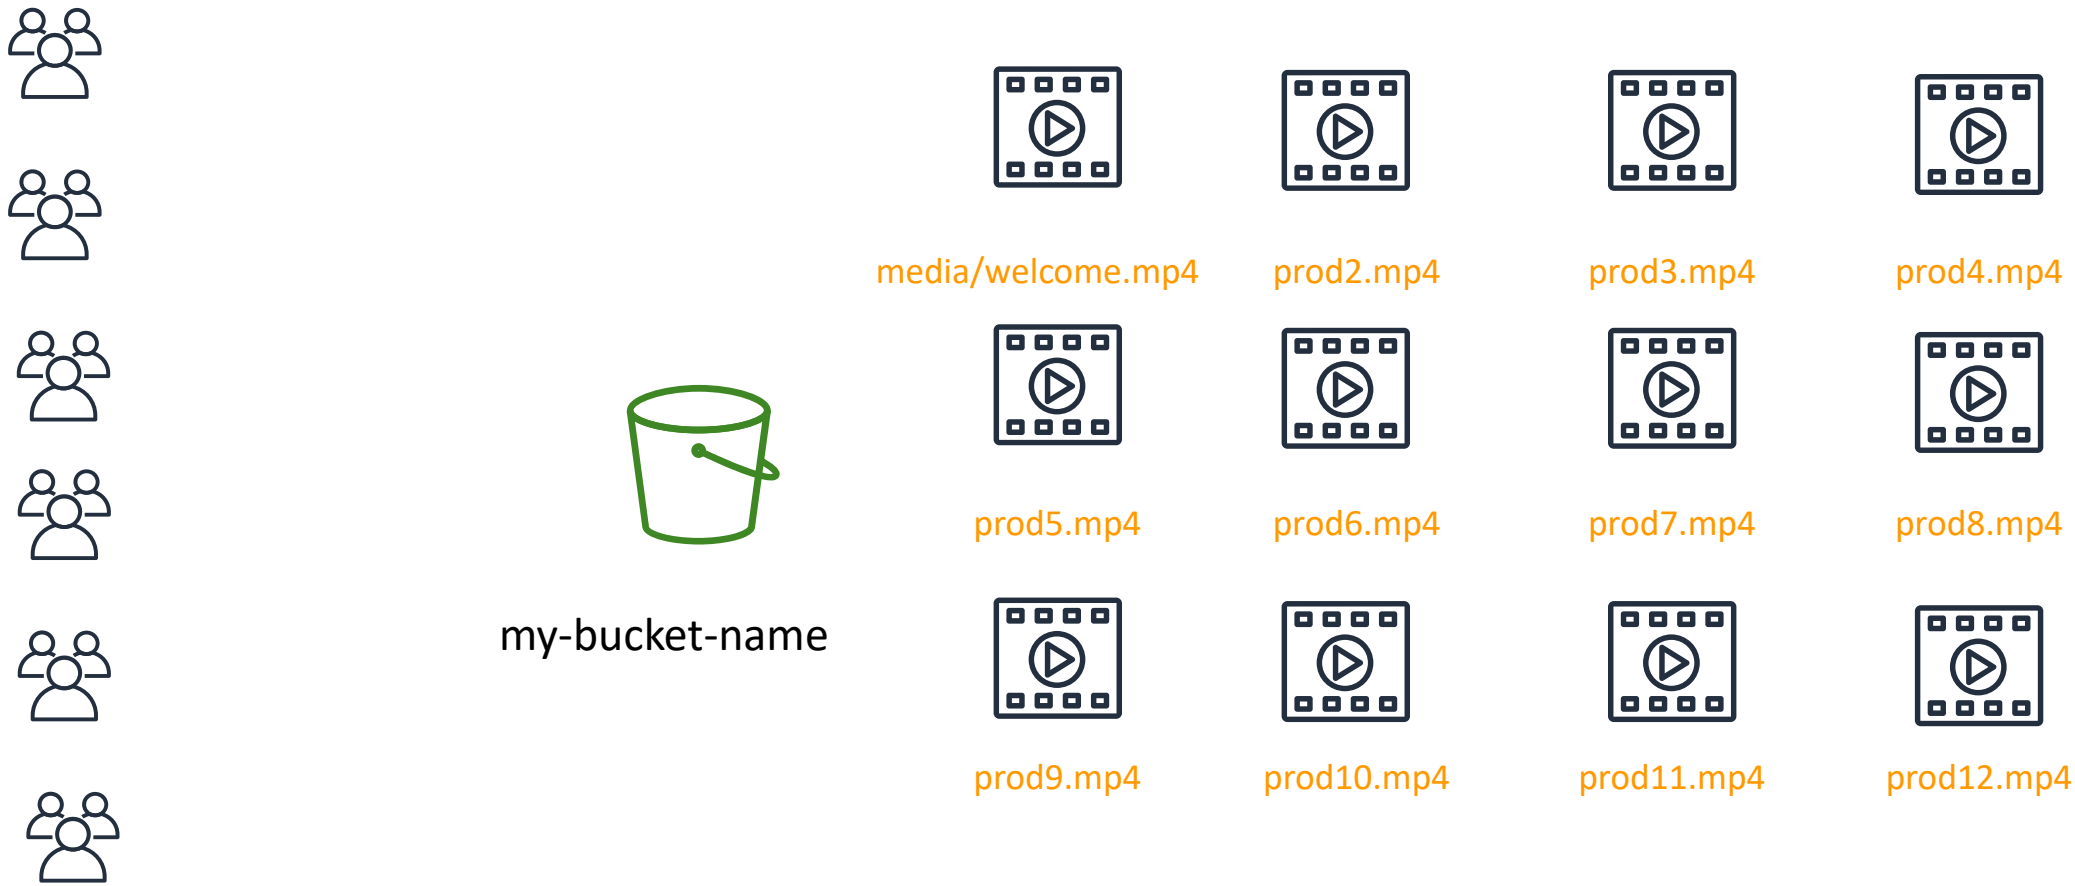 media/welcome.mp4 prod2.mp4 prod3.mp4 prod4.mp4
prod5.mp4 prod6.mp4 prod7.mp4 prod8.mp4
my-bucket-name
prod9.mp4 prod10.mp4 prod11.mp4 prod12.mp4